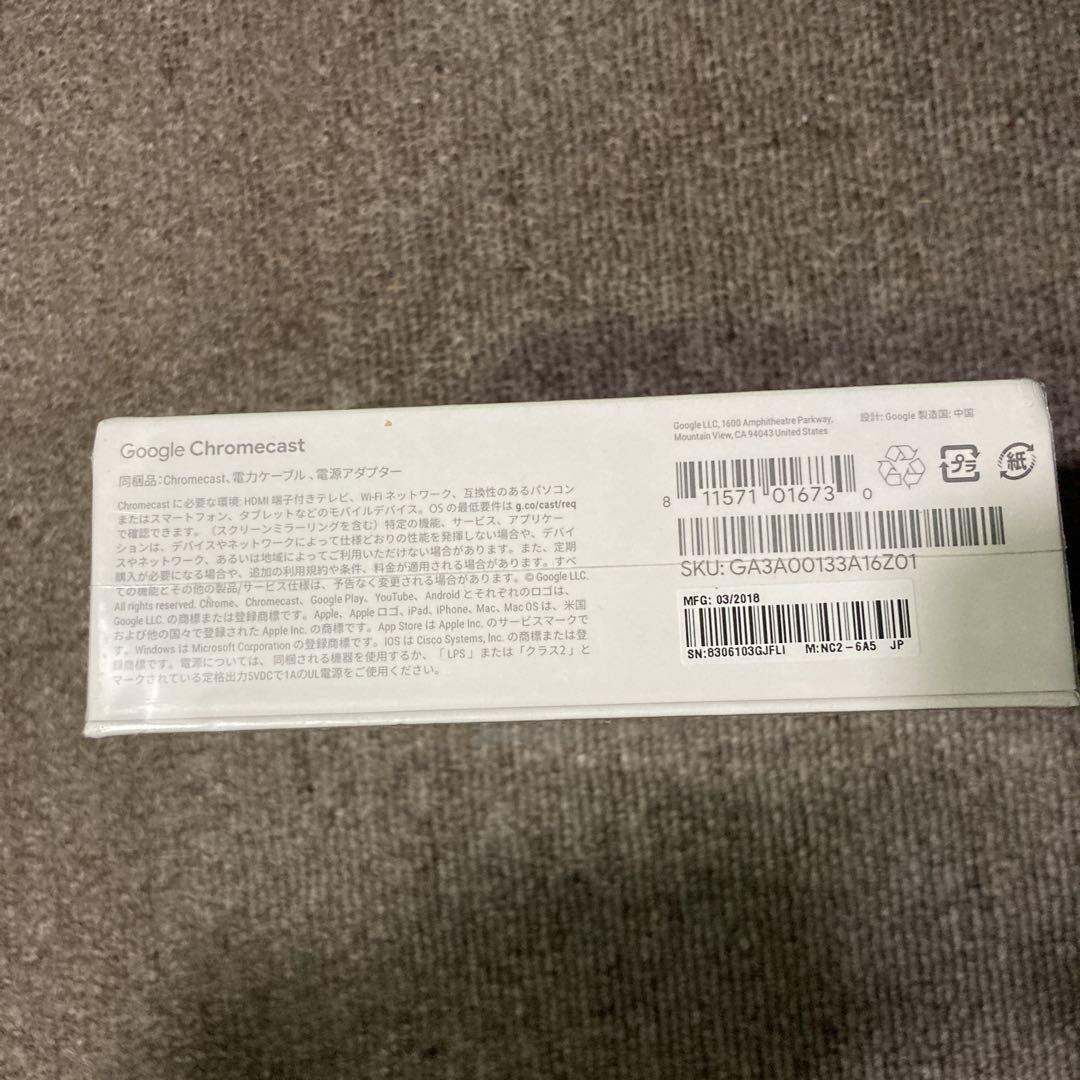 Google Chromecast
同梱品：Chromecast、電力ケーブル、電源アダプター
Chromecast に必要な環境: HDMI 端子付きテレビ、Wi-Fi ネットワーク、互換性のあるパソコン
またはスマートフォン、タブレットなどのモバイルデバイス。OS の最低要件は g.co/cast/req
で確認できます。（スクリーンミラーリングを含む）特定の機能、サービス、アプリケー
ションは、デバイスやネットワークによって仕様どおりの性能を発揮しない場合や、デバイ
スやネットワーク、あるいは地域によってご利用いただけない場合があります。また、定期
購入が必要になる場合や、追加の利用規約や条件、料金が適用される場合があります。すべ
ての機能とその他の製品/サービス仕様は、予告なく変更される場合があります。© Google LLC.
All rights reserved. Chrome、Chromecast、Google Play、YouTube、Android とそれぞれのロゴは、
Google LLC. の商標または登録商標です。Apple、Apple ロゴ、iPad、iPhone、Mac、Mac OS は、米国
および他の国々で登録された Apple Inc. の商標です。App Store は Apple Inc. のサービスマークで
す。Windows は Microsoft Corporation の登録商標です。IOS は Cisco Systems, Inc. の商標または登
録商標です。電源については、同梱される機器を使用するか、「 LPS 」または「クラス2 」と
マークされている定格出力5VDCで1AのUL電源をご使用ください。
Google LLC, 1600 Amphitheatre Parkway,
Mountain View, CA 94043 United States
設計: Google 製造国: 中国
8 11571 01673 0
プラ
紙
SKU: GA3A00133A16Z01
MFG: 03/2018
SN:8306103GJFLI M:NC2-6A5 JP